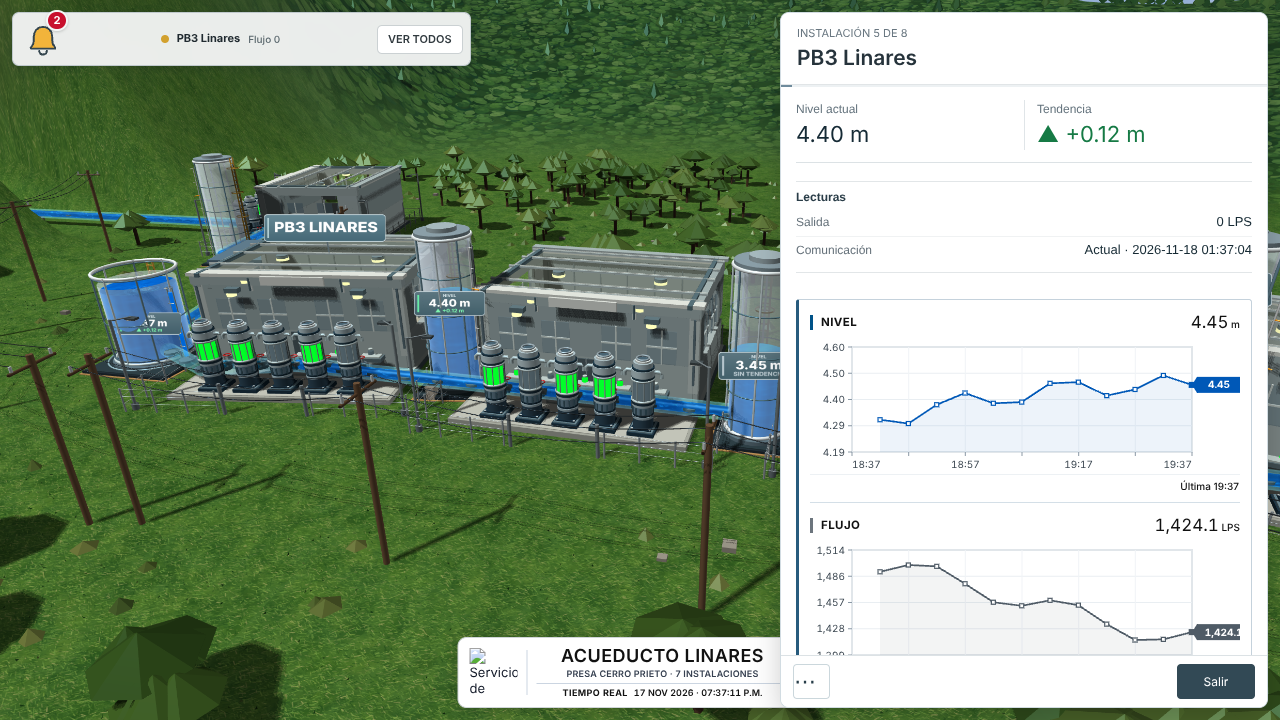 2
PB3 Linares Flujo 0
VER TODOS
INSTALACIÓN 5 DE 8
PB3 Linares
Nivel actual
4.40 m
Tendencia
▲ +0.12 m
Lecturas
Salida 0 LPS
Comunicación Actual · 2026-11-18 01:37:04
NIVEL 4.45 m
4.60
4.50
4.40
4.29
4.19
4.45
18:37 18:57 19:17 19:37
Última 19:37
FLUJO 1,424.1 LPS
1,514
1,486
1,457
1,428
1,424.1
...
Salir
PB3 LINARES
NIVEL
4.40 m
▲ +0.12 m
7 m
3.45 m
SIN TENDENC
Servicio
de
ACUEDUCTO LINARES
PRESA CERRO PRIETO · 7 INSTALACIONES
TIEMPO REAL 17 NOV 2026 · 07:37:11 P.M.